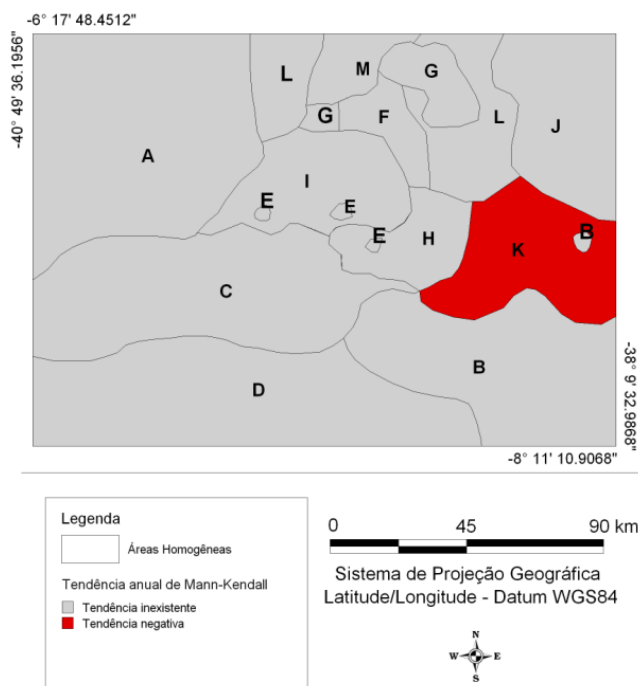 -6° 17' 48.4512"
-40° 49' 36.1956"
L
M
G
G
F
L
J
A
I
E
E
E
H
K
B
C
B
D
-38° 9' 32.9868"
-8° 11' 10.9068"
Legenda
Áreas Homogêneas
Tendência anual de Mann-Kendall
Tendência inexistente
Tendência negativa
0 45 90 km
Sistema de Projeção Geográfica
Latitude/Longitude - Datum WGS84
N
W E
S